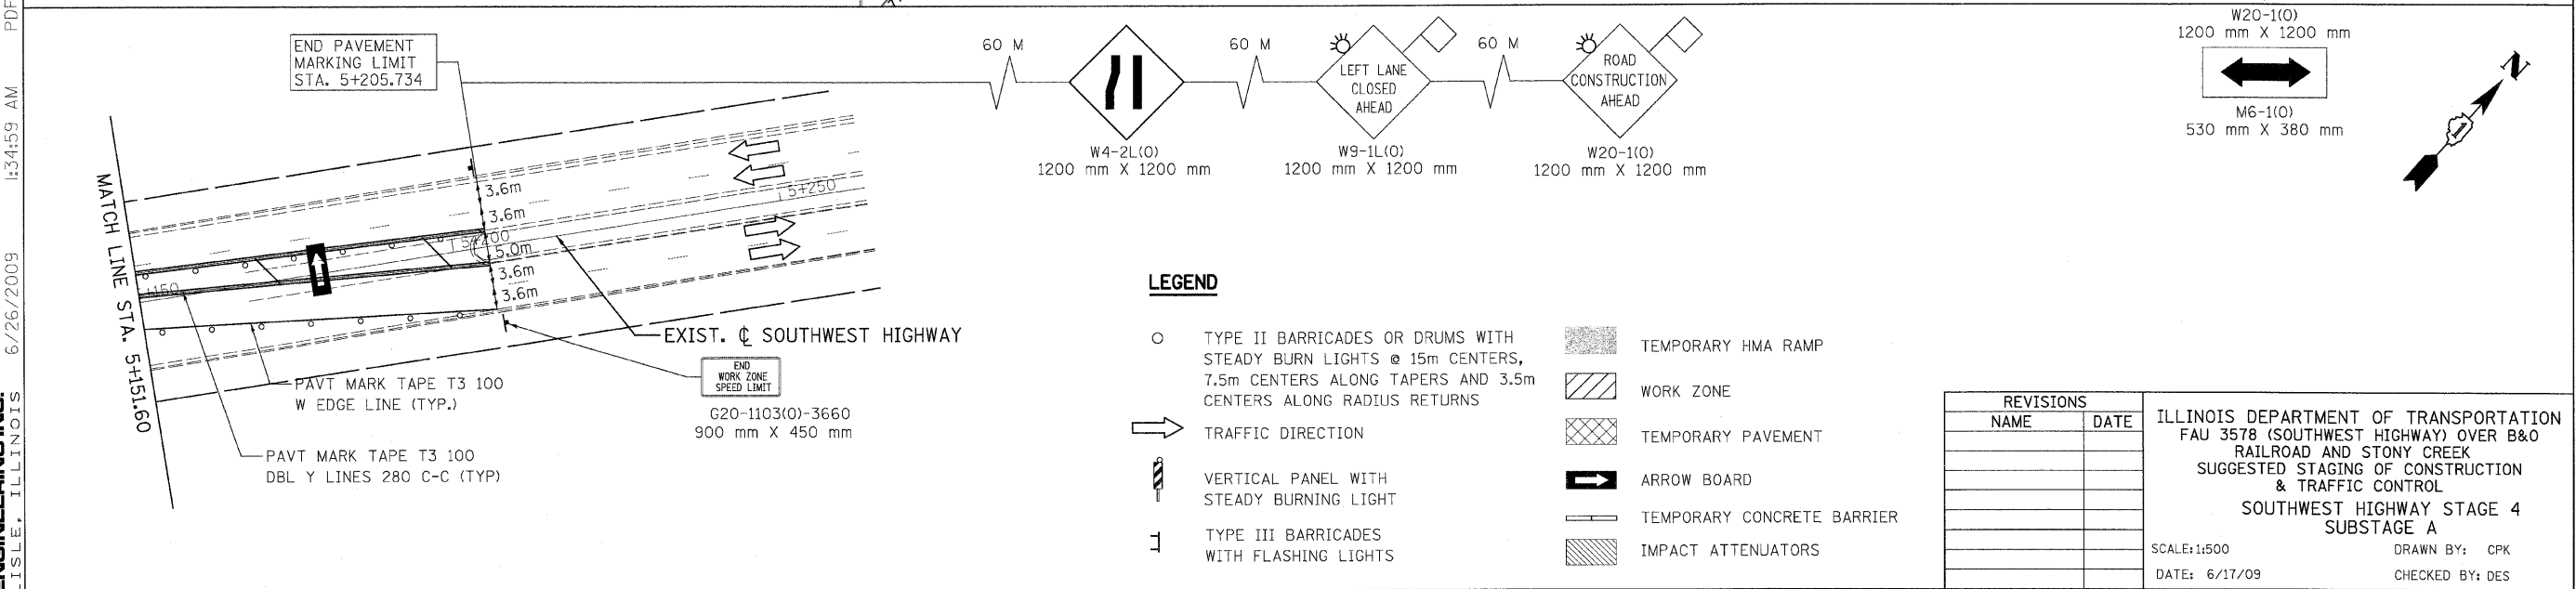 PDF
1:34:59 AM
6/26/2009
LISLE, ILLINOIS
END PAVEMENT
MARKING LIMIT
STA. 5+205.734
60 M
W4-2L(O)
1200 mm X 1200 mm
60 M
LEFT LANE
CLOSED
AHEAD
W9-1L(O)
1200 mm X 1200 mm
60 M
ROAD
CONSTRUCTION
AHEAD
W20-1(O)
1200 mm X 1200 mm
W20-1(O)
1200 mm X 1200 mm
M6-1(O)
530 mm X 380 mm
N
1
MATCH LINE STA. 5+151.60
3.6m
3.6m
5.0m
3.6m
3.6m
5+250
5+200
+150
EXIST. ℄ SOUTHWEST HIGHWAY
END
WORK ZONE
SPEED LIMIT
G20-1103(O)-3660
900 mm X 450 mm
PAVT MARK TAPE T3 100
W EDGE LINE (TYP.)
PAVT MARK TAPE T3 100
DBL Y LINES 280 C-C (TYP)
LEGEND
TYPE II BARRICADES OR DRUMS WITH
STEADY BURN LIGHTS @ 15m CENTERS,
7.5m CENTERS ALONG TAPERS AND 3.5m
CENTERS ALONG RADIUS RETURNS
TRAFFIC DIRECTION
VERTICAL PANEL WITH
STEADY BURNING LIGHT
TYPE III BARRICADES
WITH FLASHING LIGHTS
TEMPORARY HMA RAMP
WORK ZONE
TEMPORARY PAVEMENT
ARROW BOARD
TEMPORARY CONCRETE BARRIER
IMPACT ATTENUATORS
REVISIONS
NAME DATE
ILLINOIS DEPARTMENT OF TRANSPORTATION
FAU 3578 (SOUTHWEST HIGHWAY) OVER B&O
RAILROAD AND STONY CREEK
SUGGESTED STAGING OF CONSTRUCTION
& TRAFFIC CONTROL
SOUTHWEST HIGHWAY STAGE 4
SUBSTAGE A
SCALE:1:500
DRAWN BY: CPK
DATE: 6/17/09
CHECKED BY: DES